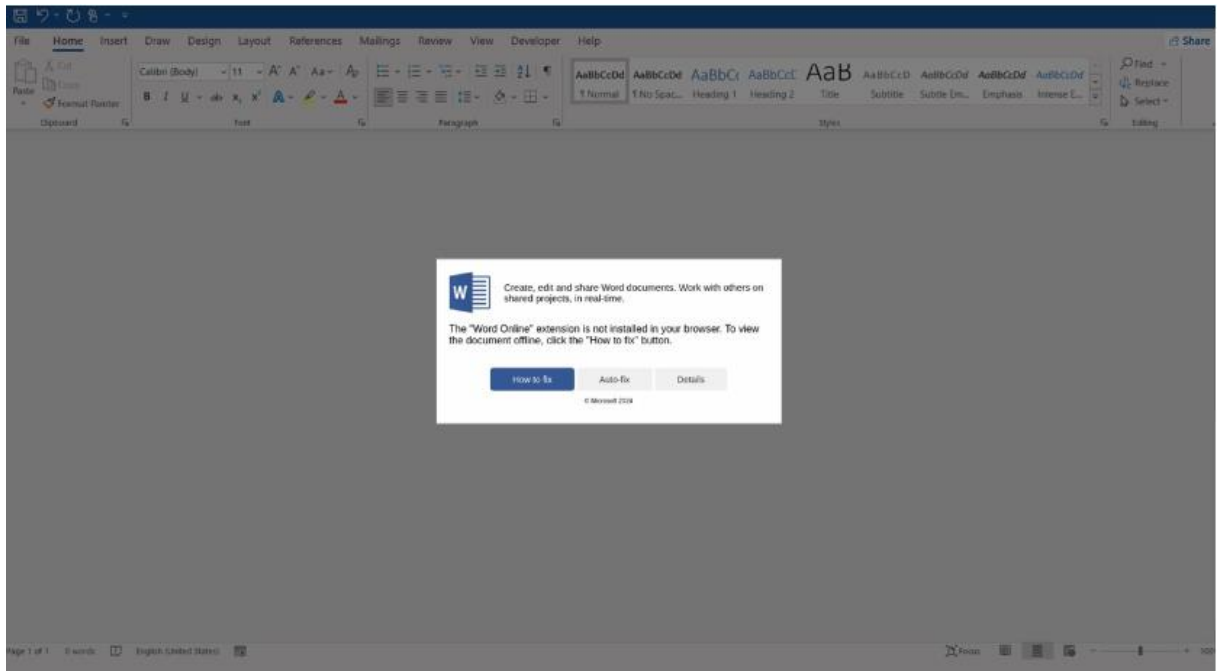 File Home Insert Draw Design Layout References Mailings Review View Developer Help Share
Paste
Cut
Copy
Format Painter
Clipboard
Calibri (Body) 11 A A Aa A
B I U ab x x A A
Font
Paragraph
AaBbCcDd AaBbCcDd AaBbCc AaBbCcC AaB AaBbCcD AaBbCcDd AaBbCcDd AaBbCcDd
¶ Normal ¶ No Spac... Heading 1 Heading 2 Title Subtitle Subtle Em... Emphasis Intense E...
Styles
Find
Replace
Select
Editing
W
Create, edit and share Word documents. Work with others on
shared projects, in real-time.
The "Word Online" extension is not installed in your browser. To view
the document offline, click the "How to fix" button.
How to fix Auto-fix Details
© Microsoft 2024
Page 1 of 1 0 words English (United States) Focus